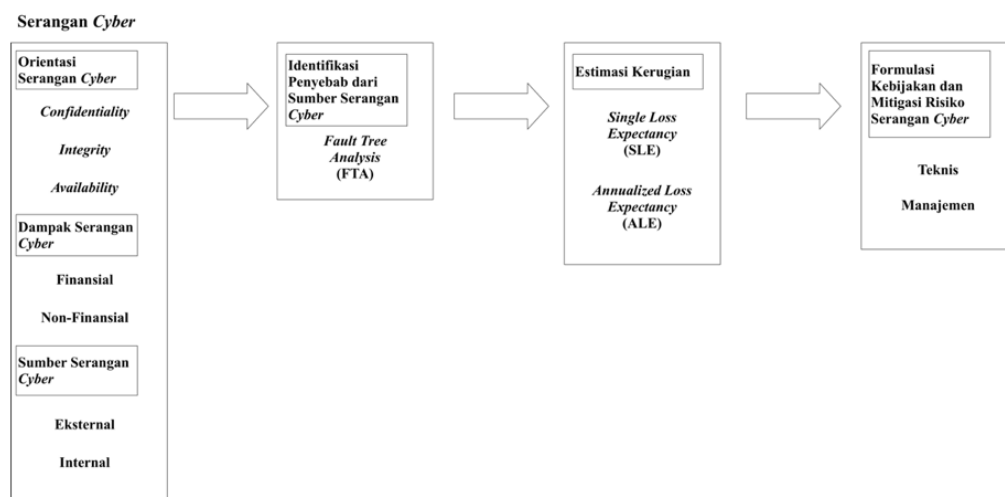 Serangan Cyber
Orientasi
Serangan Cyber
Confidentiality
Integrity
Availability
Dampak Serangan
Cyber
Finansial
Non-Finansial
Sumber Serangan
Cyber
Eksternal
Internal
Identifikasi
Penyebab dari
Sumber Serangan
Cyber
Fault Tree
Analysis
(FTA)
Estimasi Kerugian
Single Loss
Expectancy
(SLE)
Annualized Loss
Expectancy
(ALE)
Formulasi
Kebijakan dan
Mitigasi Risiko
Serangan Cyber
Teknis
Manajemen